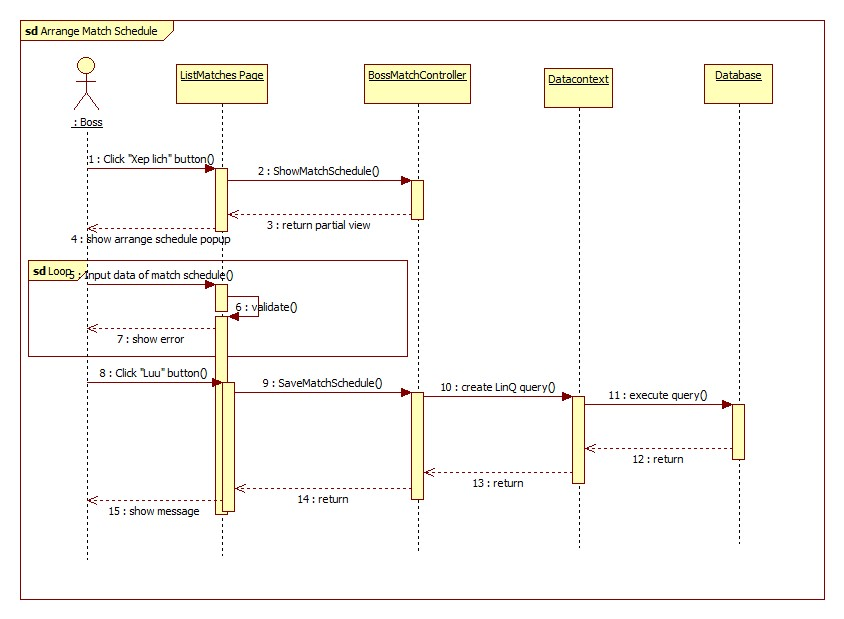 sd Arrange Match Schedule
: Boss
ListMatches Page
BossMatchController
Datacontext
Database
1 : Click "Xep lich" button()
2 : ShowMatchSchedule()
3 : return partial view
4 : show arrange schedule popup
sd Loop
5 : Input data of match schedule()
6 : validate()
7 : show error
8 : Click "Luu" button()
9 : SaveMatchSchedule()
10 : create LinQ query()
11 : execute query()
12 : return
13 : return
14 : return
15 : show message